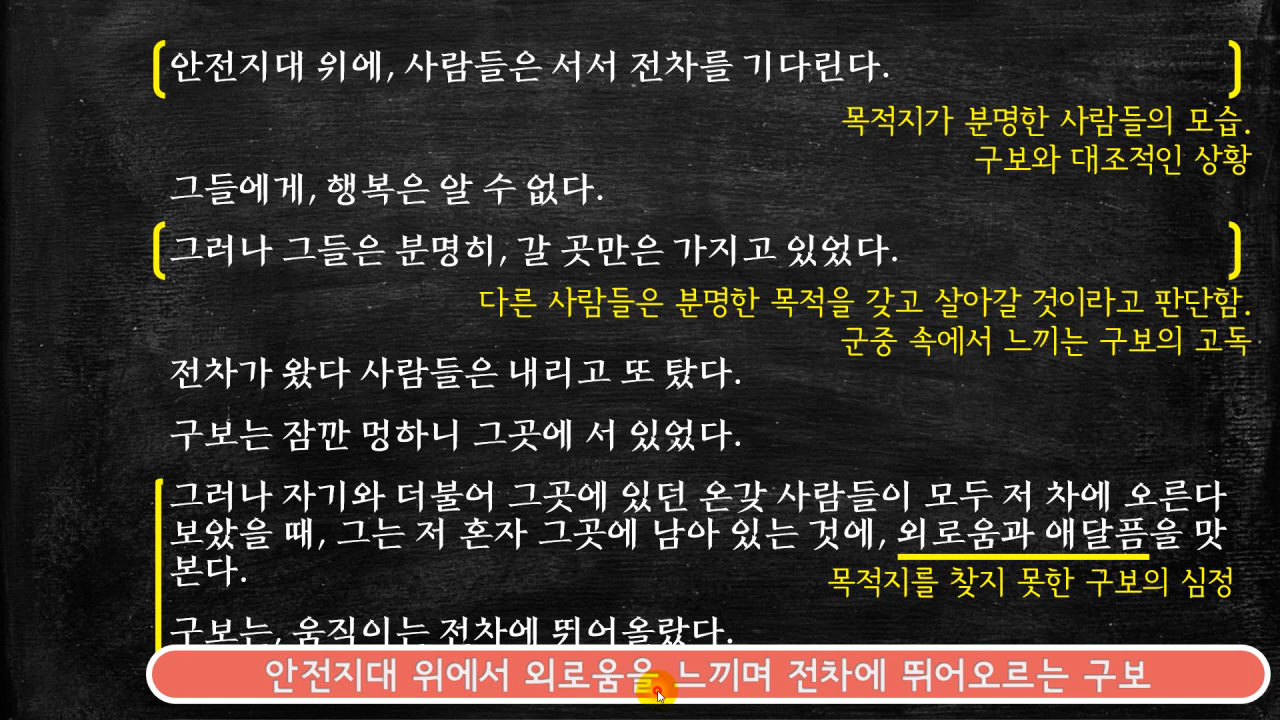 안전지대 위에, 사람들은 서서 전차를 기다린다.
목적지가 분명한 사람들의 모습.
구보와 대조적인 상황
그들에게, 행복은 알 수 없다.
그러나 그들은 분명히, 갈 곳만은 가지고 있었다.
다른 사람들은 분명한 목적을 갖고 살아갈 것이라고 판단함.
군중 속에서 느끼는 구보의 고독
전차가 왔다 사람들은 내리고 또 탔다.
구보는 잠깐 멍하니 그곳에 서 있었다.
그러나 자기와 더불어 그곳에 있던 온갖 사람들이 모두 저 차에 오른다
보았을 때, 그는 저 혼자 그곳에 남아 있는 것에, 외로움과 애달픔을 맛
본다.
목적지를 찾지 못한 구보의 심정
구보는, 움직이는 전차에 뛰어올랐다.
안전지대 위에서 외로움을 느끼며 전차에 뛰어오르는 구보